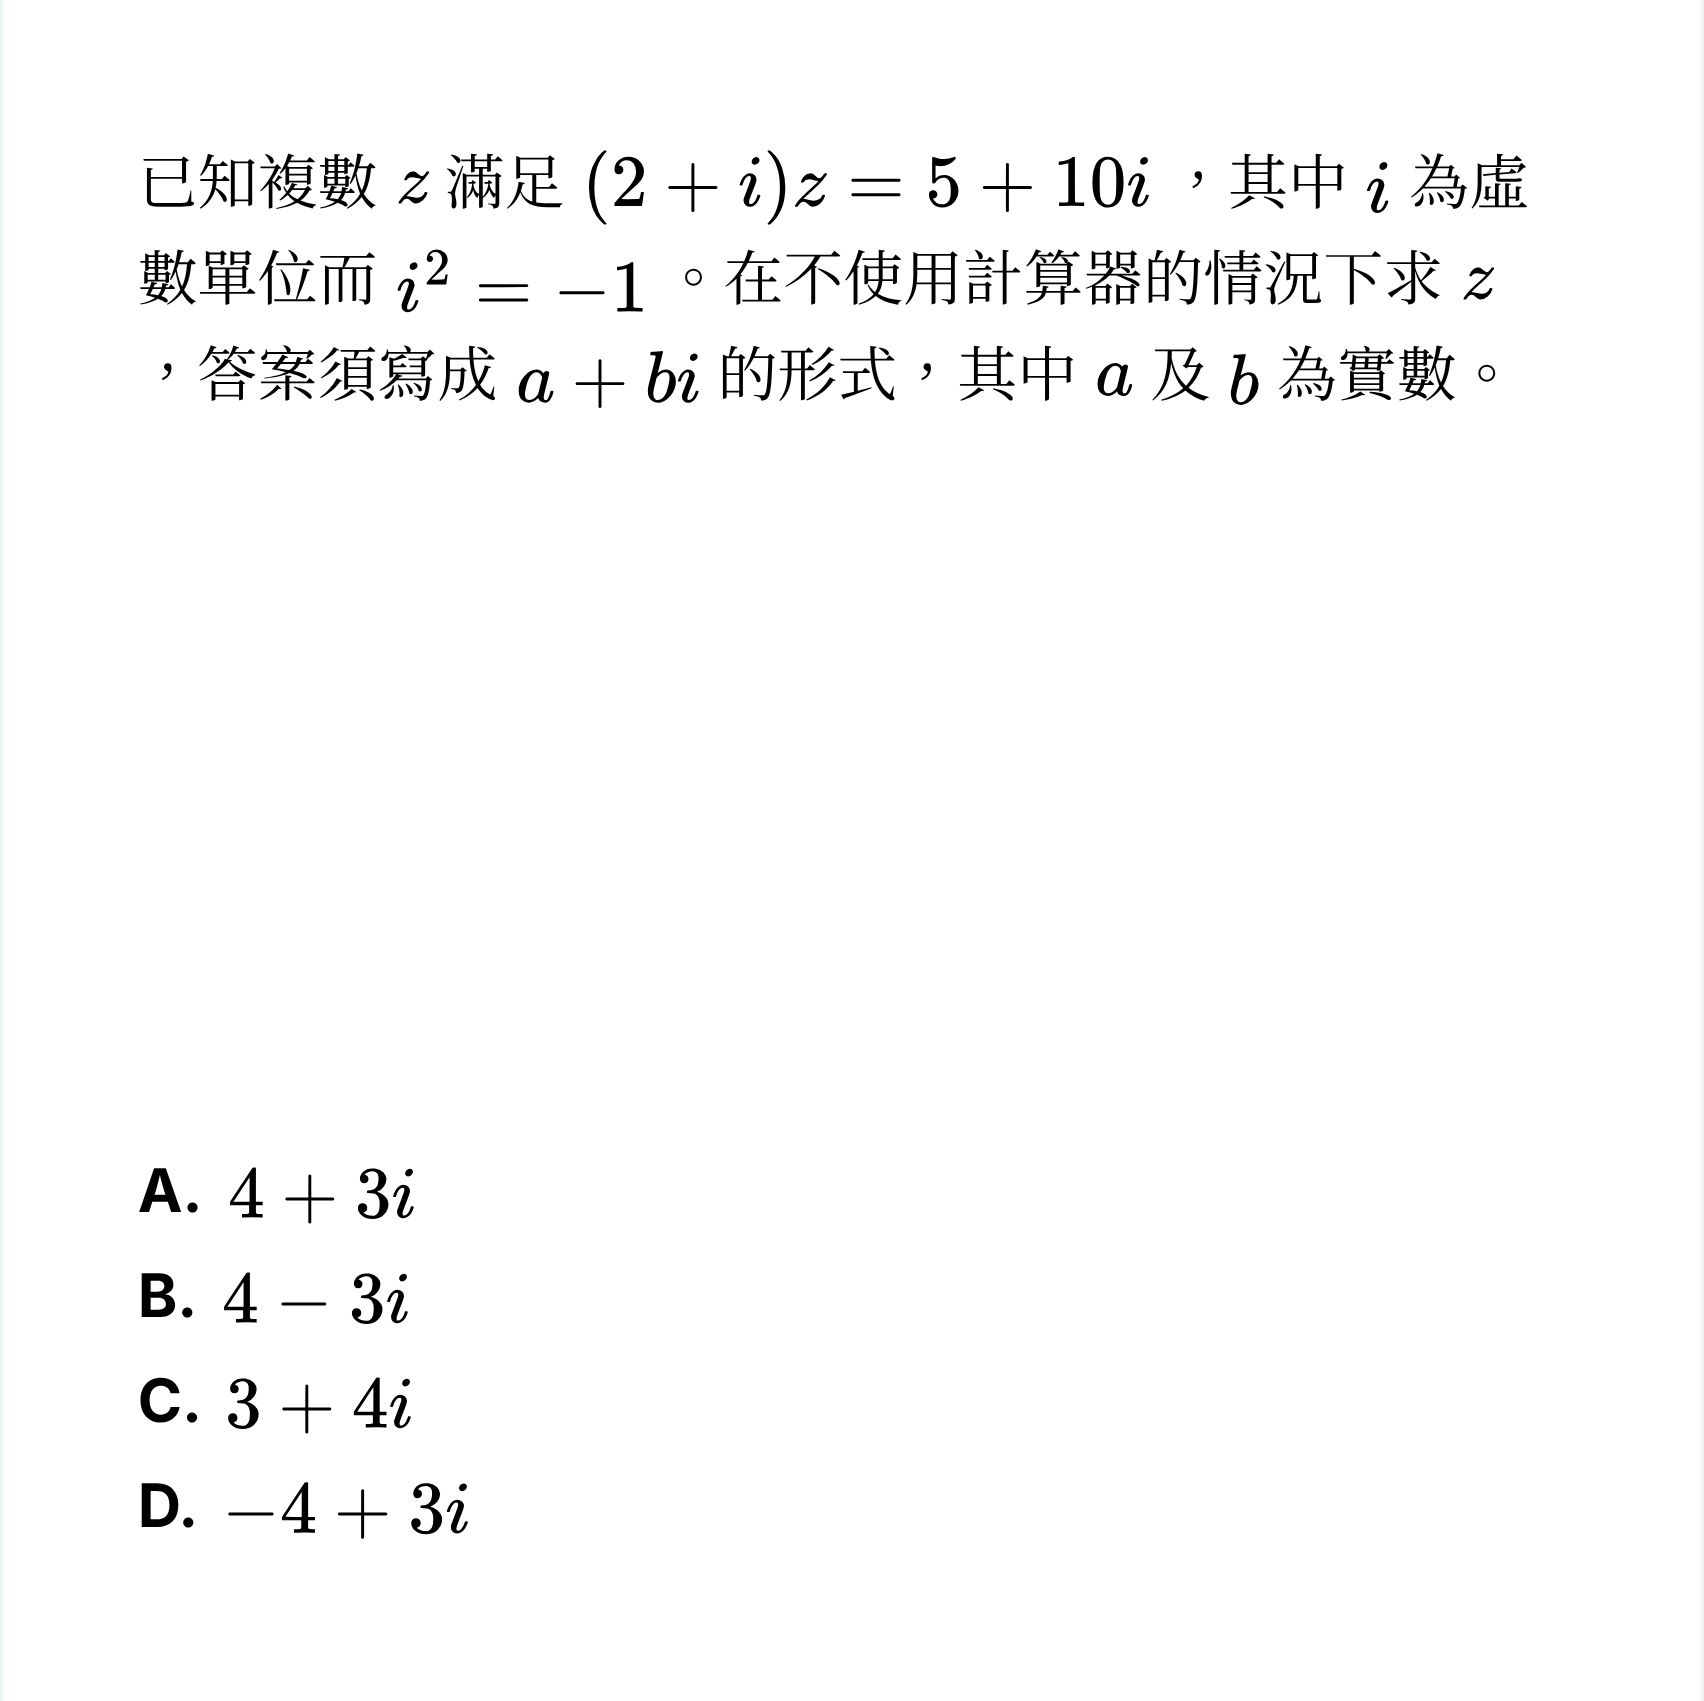 已知複數 z 滿足 (2 + i)z = 5 + 10i ，其中 i 為虛
數單位而 i² = −1 。在不使用計算器的情況下求 z
，答案須寫成 a + bi 的形式，其中 a 及 b 為實數。
A. 4 + 3i
B. 4 − 3i
C. 3 + 4i
D. −4 + 3i